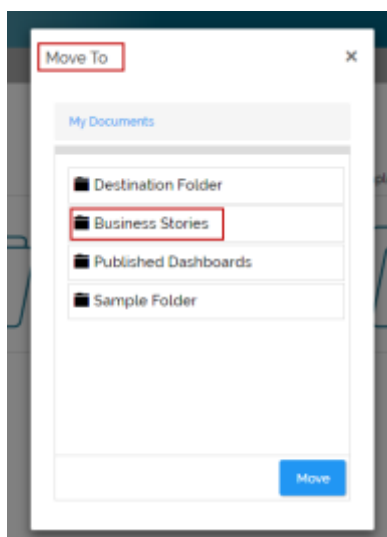 Move To ×
My Documents
Destination Folder
Business Stories
Published Dashboards
Sample Folder
Move